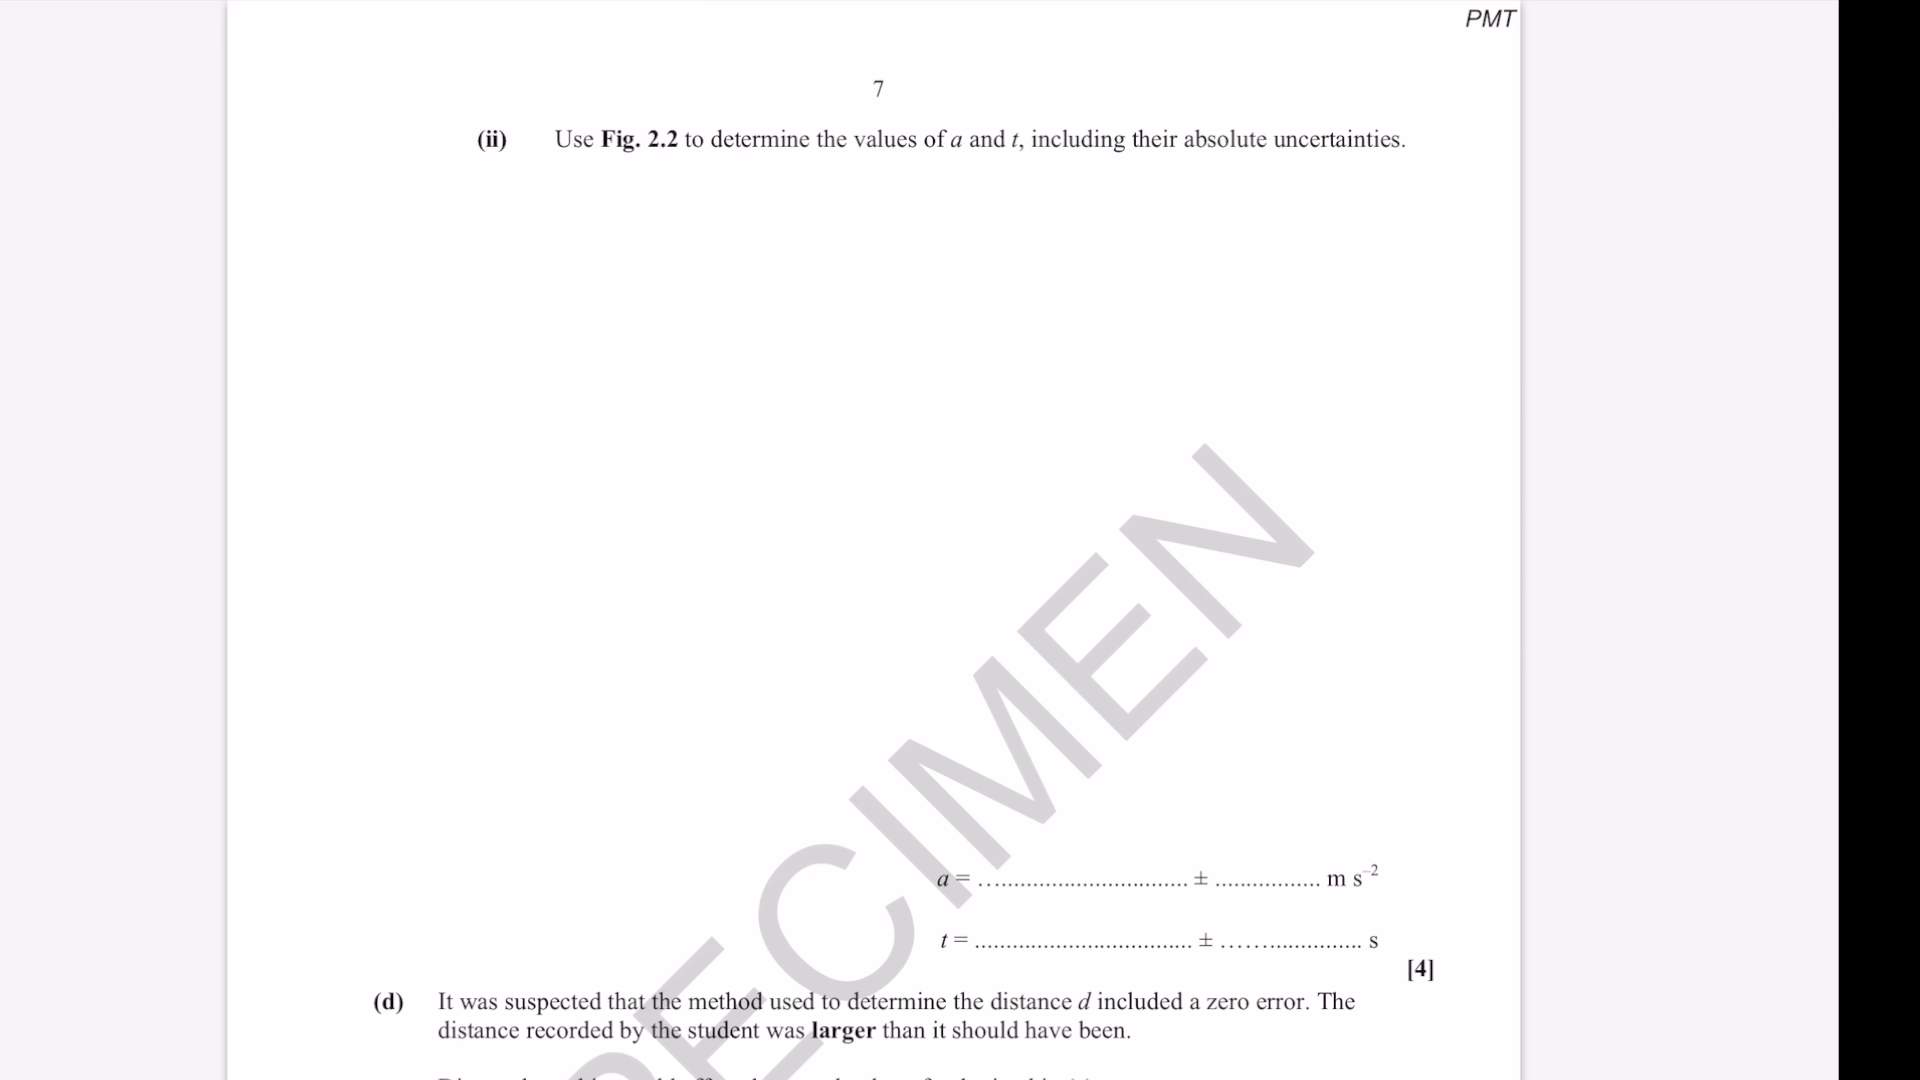 PMT
7
(ii) Use Fig. 2.2 to determine the values of a and t, including their absolute uncertainties.
SPECIMEN
a = .................................. ± ................. m s⁻²
t = ................................... ± ....................... s
[4]
(d) It was suspected that the method used to determine the distance d included a zero error. The
distance recorded by the student was larger than it should have been.